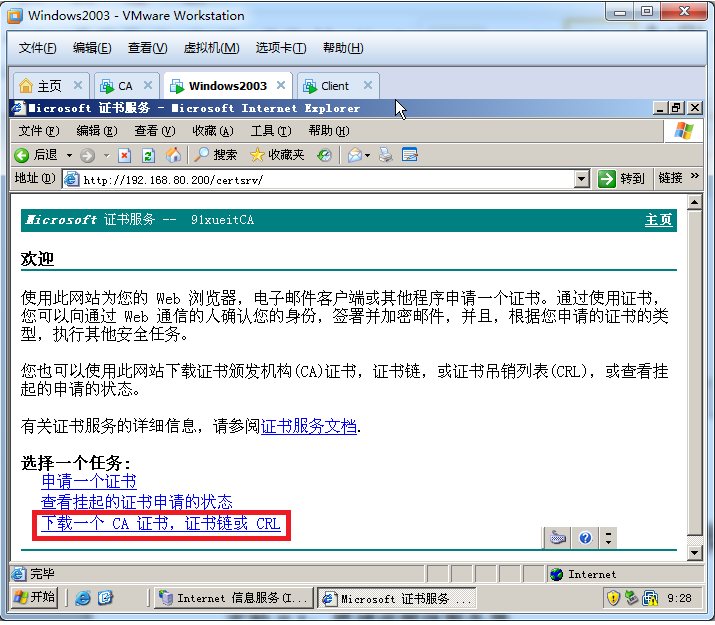 Windows2003 - VMware Workstation
文件(F) 编辑(E) 查看(V) 虚拟机(M) 选项卡(T) 帮助(H)
主页 CA Windows2003 Client
Microsoft 证书服务 - Microsoft Internet Explorer
文件(F) 编辑(E) 查看(V) 收藏(A) 工具(T) 帮助(H)
后退 搜索 收藏夹
地址(D) http://192.168.80.200/certsrv/ 转到 链接 »
Microsoft 证书服务 -- 91xueitCA 主页
欢迎
使用此网站为您的 Web 浏览器，电子邮件客户端或其他程序申请一个证书。通过使用证书，
您可以向通过 Web 通信的人确认您的身份，签署并加密邮件，并且，根据您申请的证书的类
型，执行其他安全任务。
您也可以使用此网站下载证书颁发机构(CA)证书，证书链，或证书吊销列表(CRL)，或查看挂
起的申请的状态。
有关证书服务的详细信息，请参阅证书服务文档.
选择一个任务:
申请一个证书
查看挂起的证书申请的状态
下载一个 CA 证书，证书链或 CRL
完毕 Internet
开始 Internet 信息服务(I... Microsoft 证书服务 ... 9:28